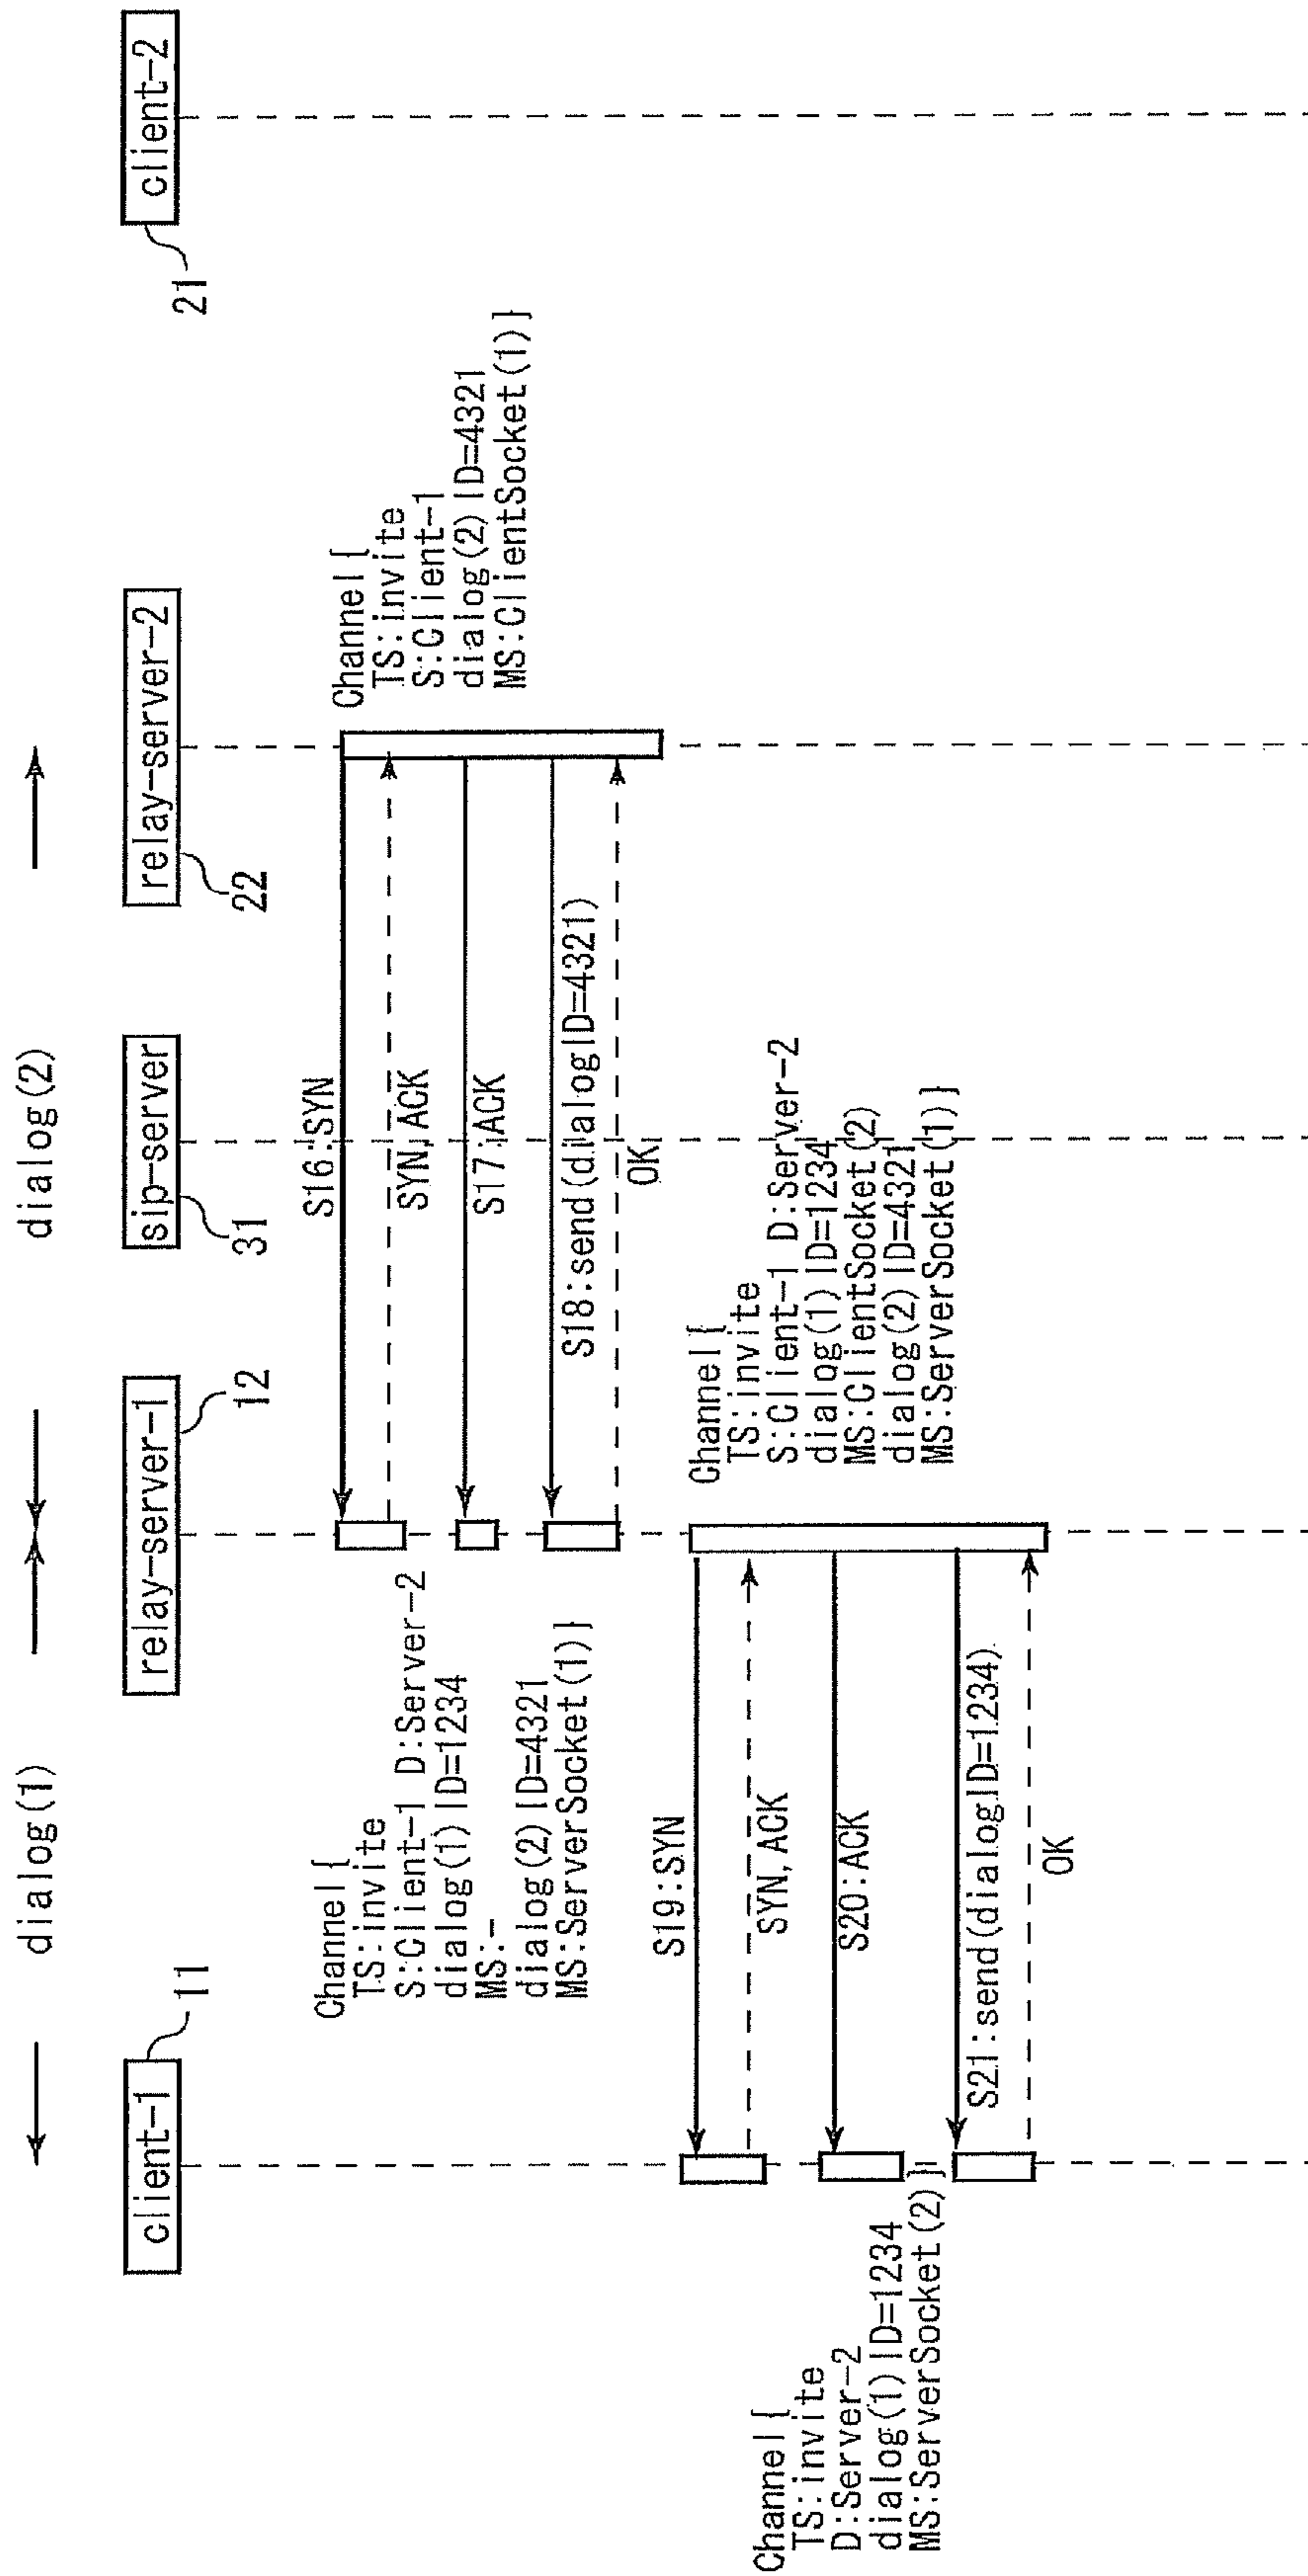 dialog(1)
dialog(2)
client-1
11
relay-server-1
12
sip-server
31
relay-server-2
22
client-2
21
S16:SYN
SYN,ACK
S17:ACK
S18:send(dialogID=4321)
OK
Channel{
TS:invite
S:Client-1
dialog(2)ID=4321
MS:ClientSocket(1)}
Channel{
TS:invite
S:Client-1 D:Server-2
dialog(1)ID=1234
MS:-
dialog(2)ID=4321
MS:ServerSocket(1)}
S19:SYN
SYN,ACK
S20:ACK
S21:send(dialogID=1234)
OK
Channel{
TS:invite
S:Client-1 D:Server-2
dialog(1)ID=1234
MS:ClientSocket(2)
dialog(2)ID=4321
MS:ServerSocket(1)}
Channel{
TS:invite
D:Server-2
dialog(1)ID=1234
MS:ServerSocket(2)}